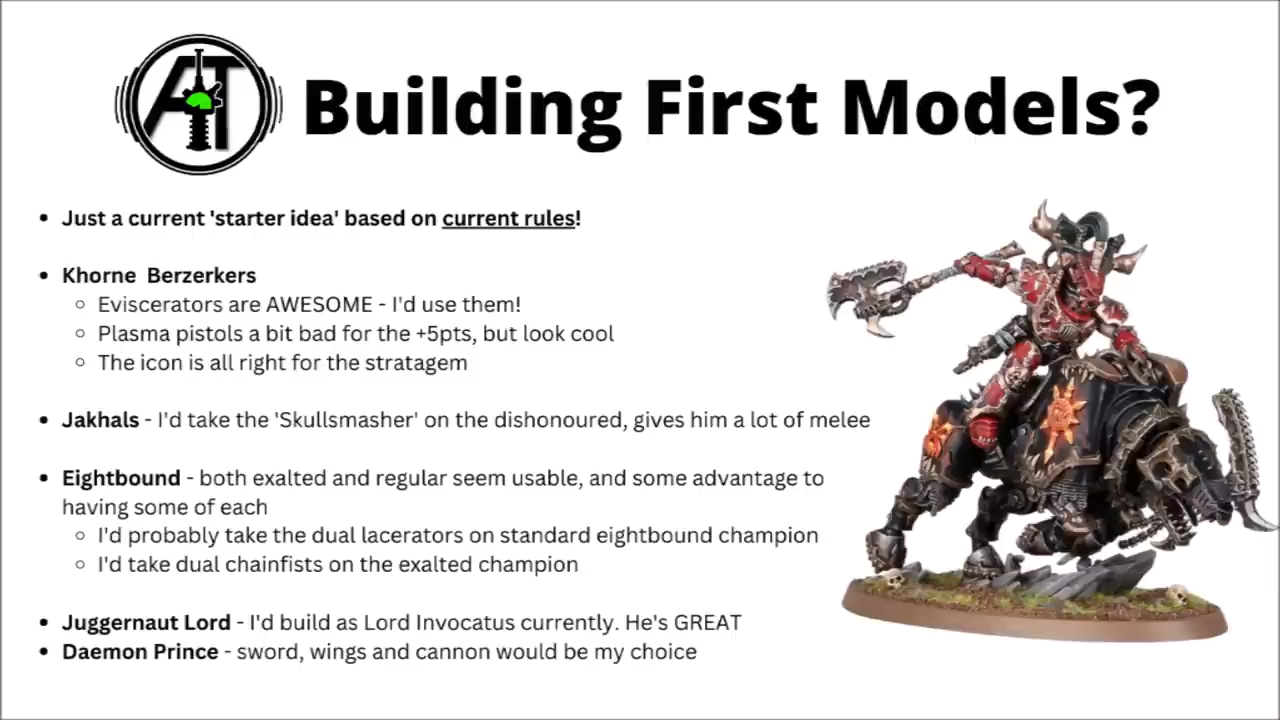 AT
Building First Models?
Just a current 'starter idea' based on current rules!
Khorne Berzerkers
Eviscerators are AWESOME - I'd use them!
Plasma pistols a bit bad for the +5pts, but look cool
The icon is all right for the stratagem
Jakhals - I'd take the 'Skullsmasher' on the dishonoured, gives him a lot of melee
Eightbound - both exalted and regular seem usable, and some advantage to
having some of each
I'd probably take the dual lacerators on standard eightbound champion
I'd take dual chainfists on the exalted champion
Juggernaut Lord - I'd build as Lord Invocatus currently. He's GREAT
Daemon Prince - sword, wings and cannon would be my choice